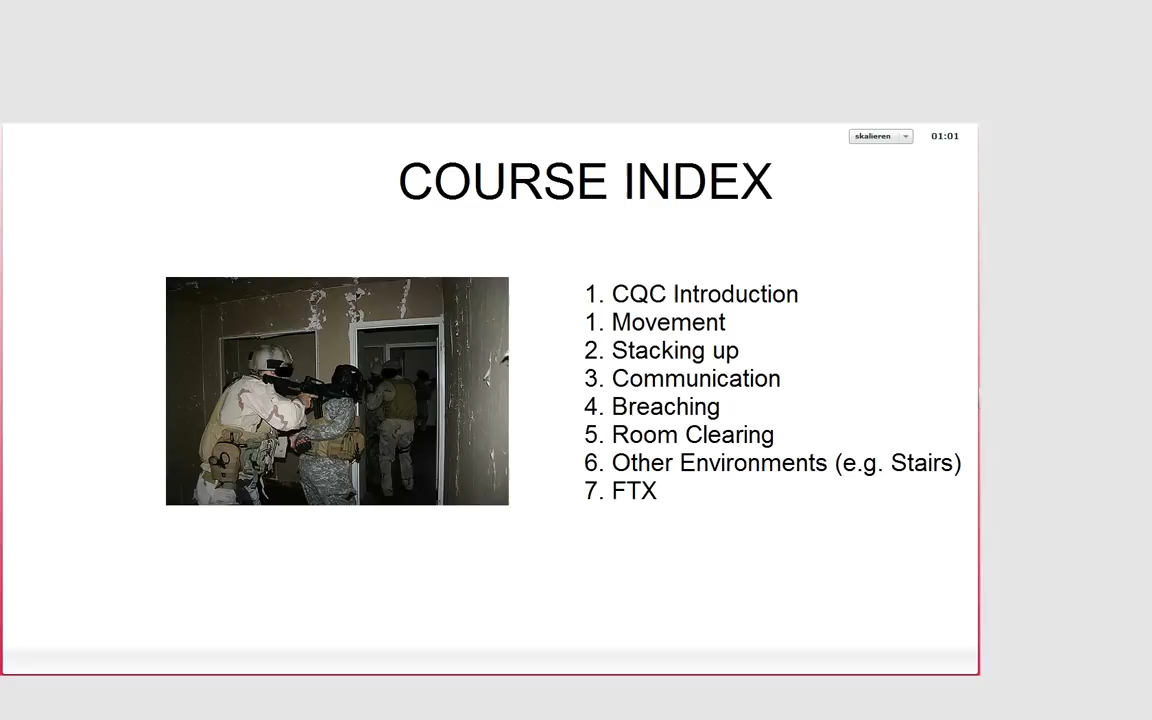 skalieren 01:01
COURSE INDEX
1. CQC Introduction
1. Movement
2. Stacking up
3. Communication
4. Breaching
5. Room Clearing
6. Other Environments (e.g. Stairs)
7. FTX